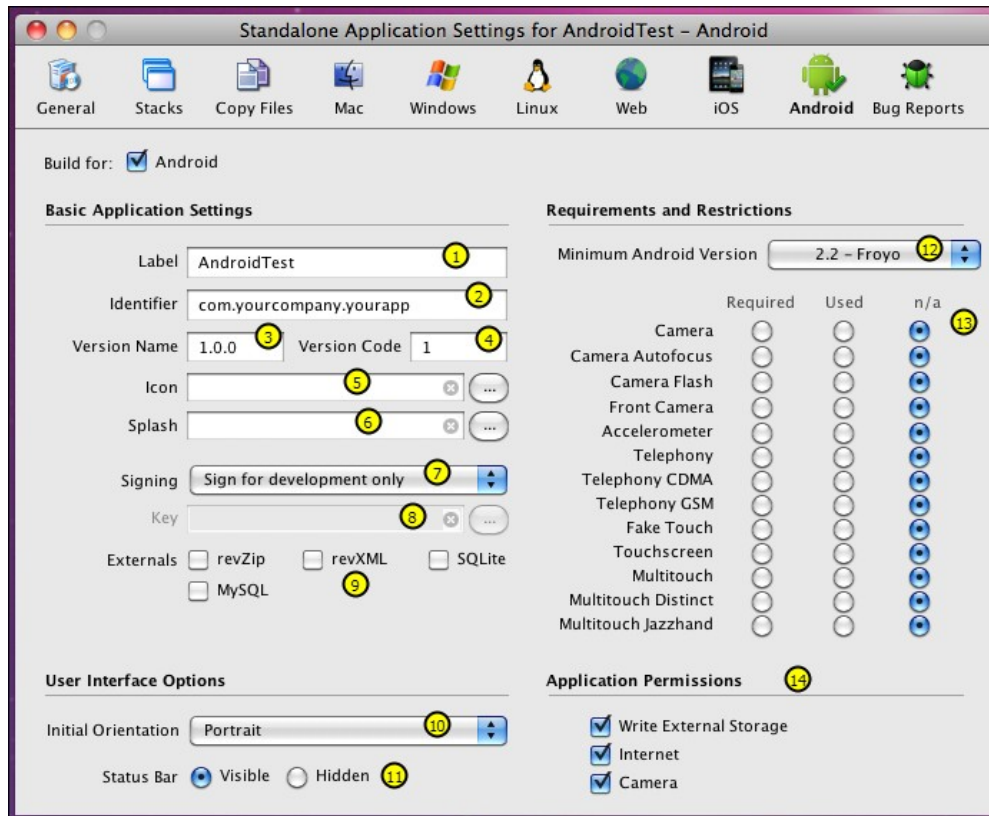 Standalone Application Settings for AndroidTest – Android
General Stacks Copy Files Mac Windows Linux Web iOS Android Bug Reports
Build for: Android
Basic Application Settings
Label AndroidTest 1
Identifier com.yourcompany.yourapp 2
Version Name 1.0.0 3 Version Code 1 4
Icon 5 ...
Splash 6 ...
Signing Sign for development only 7
Key 8 ...
Externals revZip revXML SQLite
MySQL 9
User Interface Options
Initial Orientation Portrait 10
Status Bar Visible Hidden 11
Requirements and Restrictions
Minimum Android Version 2.2 – Froyo 12
Required Used n/a
13
Camera
Camera Autofocus
Camera Flash
Front Camera
Accelerometer
Telephony
Telephony CDMA
Telephony GSM
Fake Touch
Touchscreen
Multitouch
Multitouch Distinct
Multitouch Jazzhand
Application Permissions 14
Write External Storage
Internet
Camera